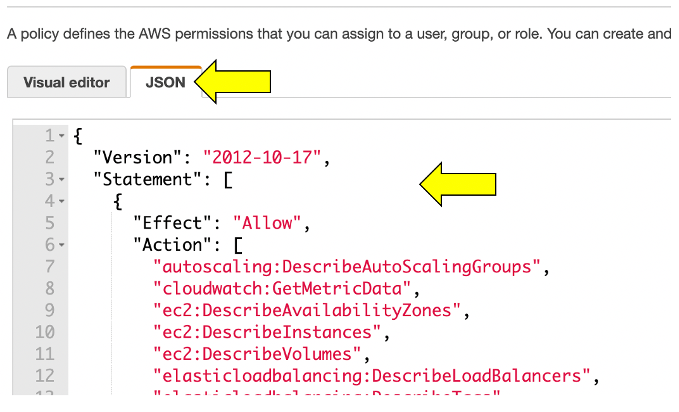 A policy defines the AWS permissions that you can assign to a user, group, or role. You can create and
Visual editor JSON
1 {
2 "Version": "2012-10-17",
3 "Statement": [
4 {
5 "Effect": "Allow",
6 "Action": [
7 "autoscaling:DescribeAutoScalingGroups",
8 "cloudwatch:GetMetricData",
9 "ec2:DescribeAvailabilityZones",
10 "ec2:DescribeInstances",
11 "ec2:DescribeVolumes",
12 "elasticloadbalancing:DescribeLoadBalancers",